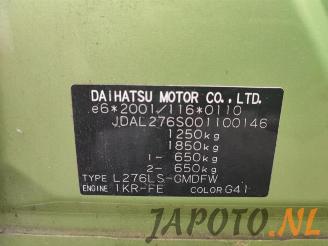 DAIHATSU MOTOR CO., LTD.
e6*2001/116*0110
JDAL276S001100146
1250kg
1850kg
1- 650kg
2- 650kg
TYPE L276LS-GMDFW
ENGINE 1KR-FE COLOR G41
JAPOTO.NL